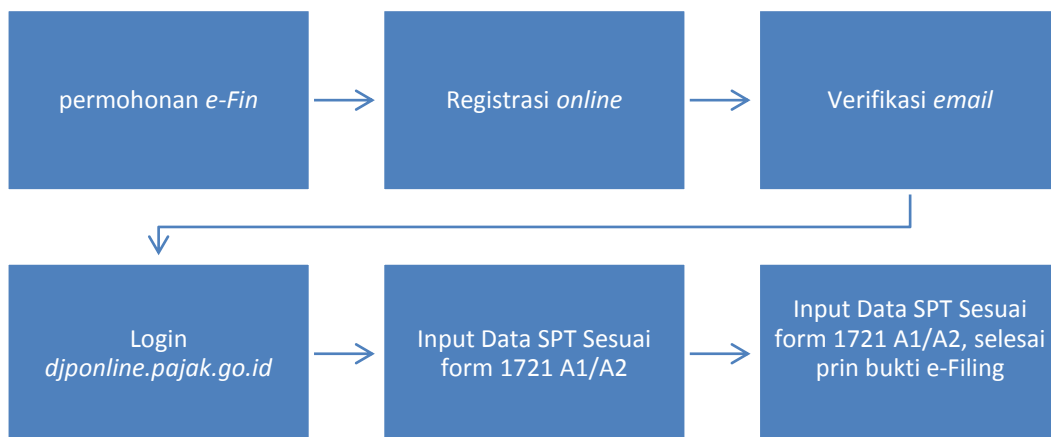 permohonan e-Fin
Registrasi online
Verifikasi email
Login
djponline.pajak.go.id
Input Data SPT Sesuai
form 1721 A1/A2
Input Data SPT Sesuai
form 1721 A1/A2, selesai
prin bukti e-Filing